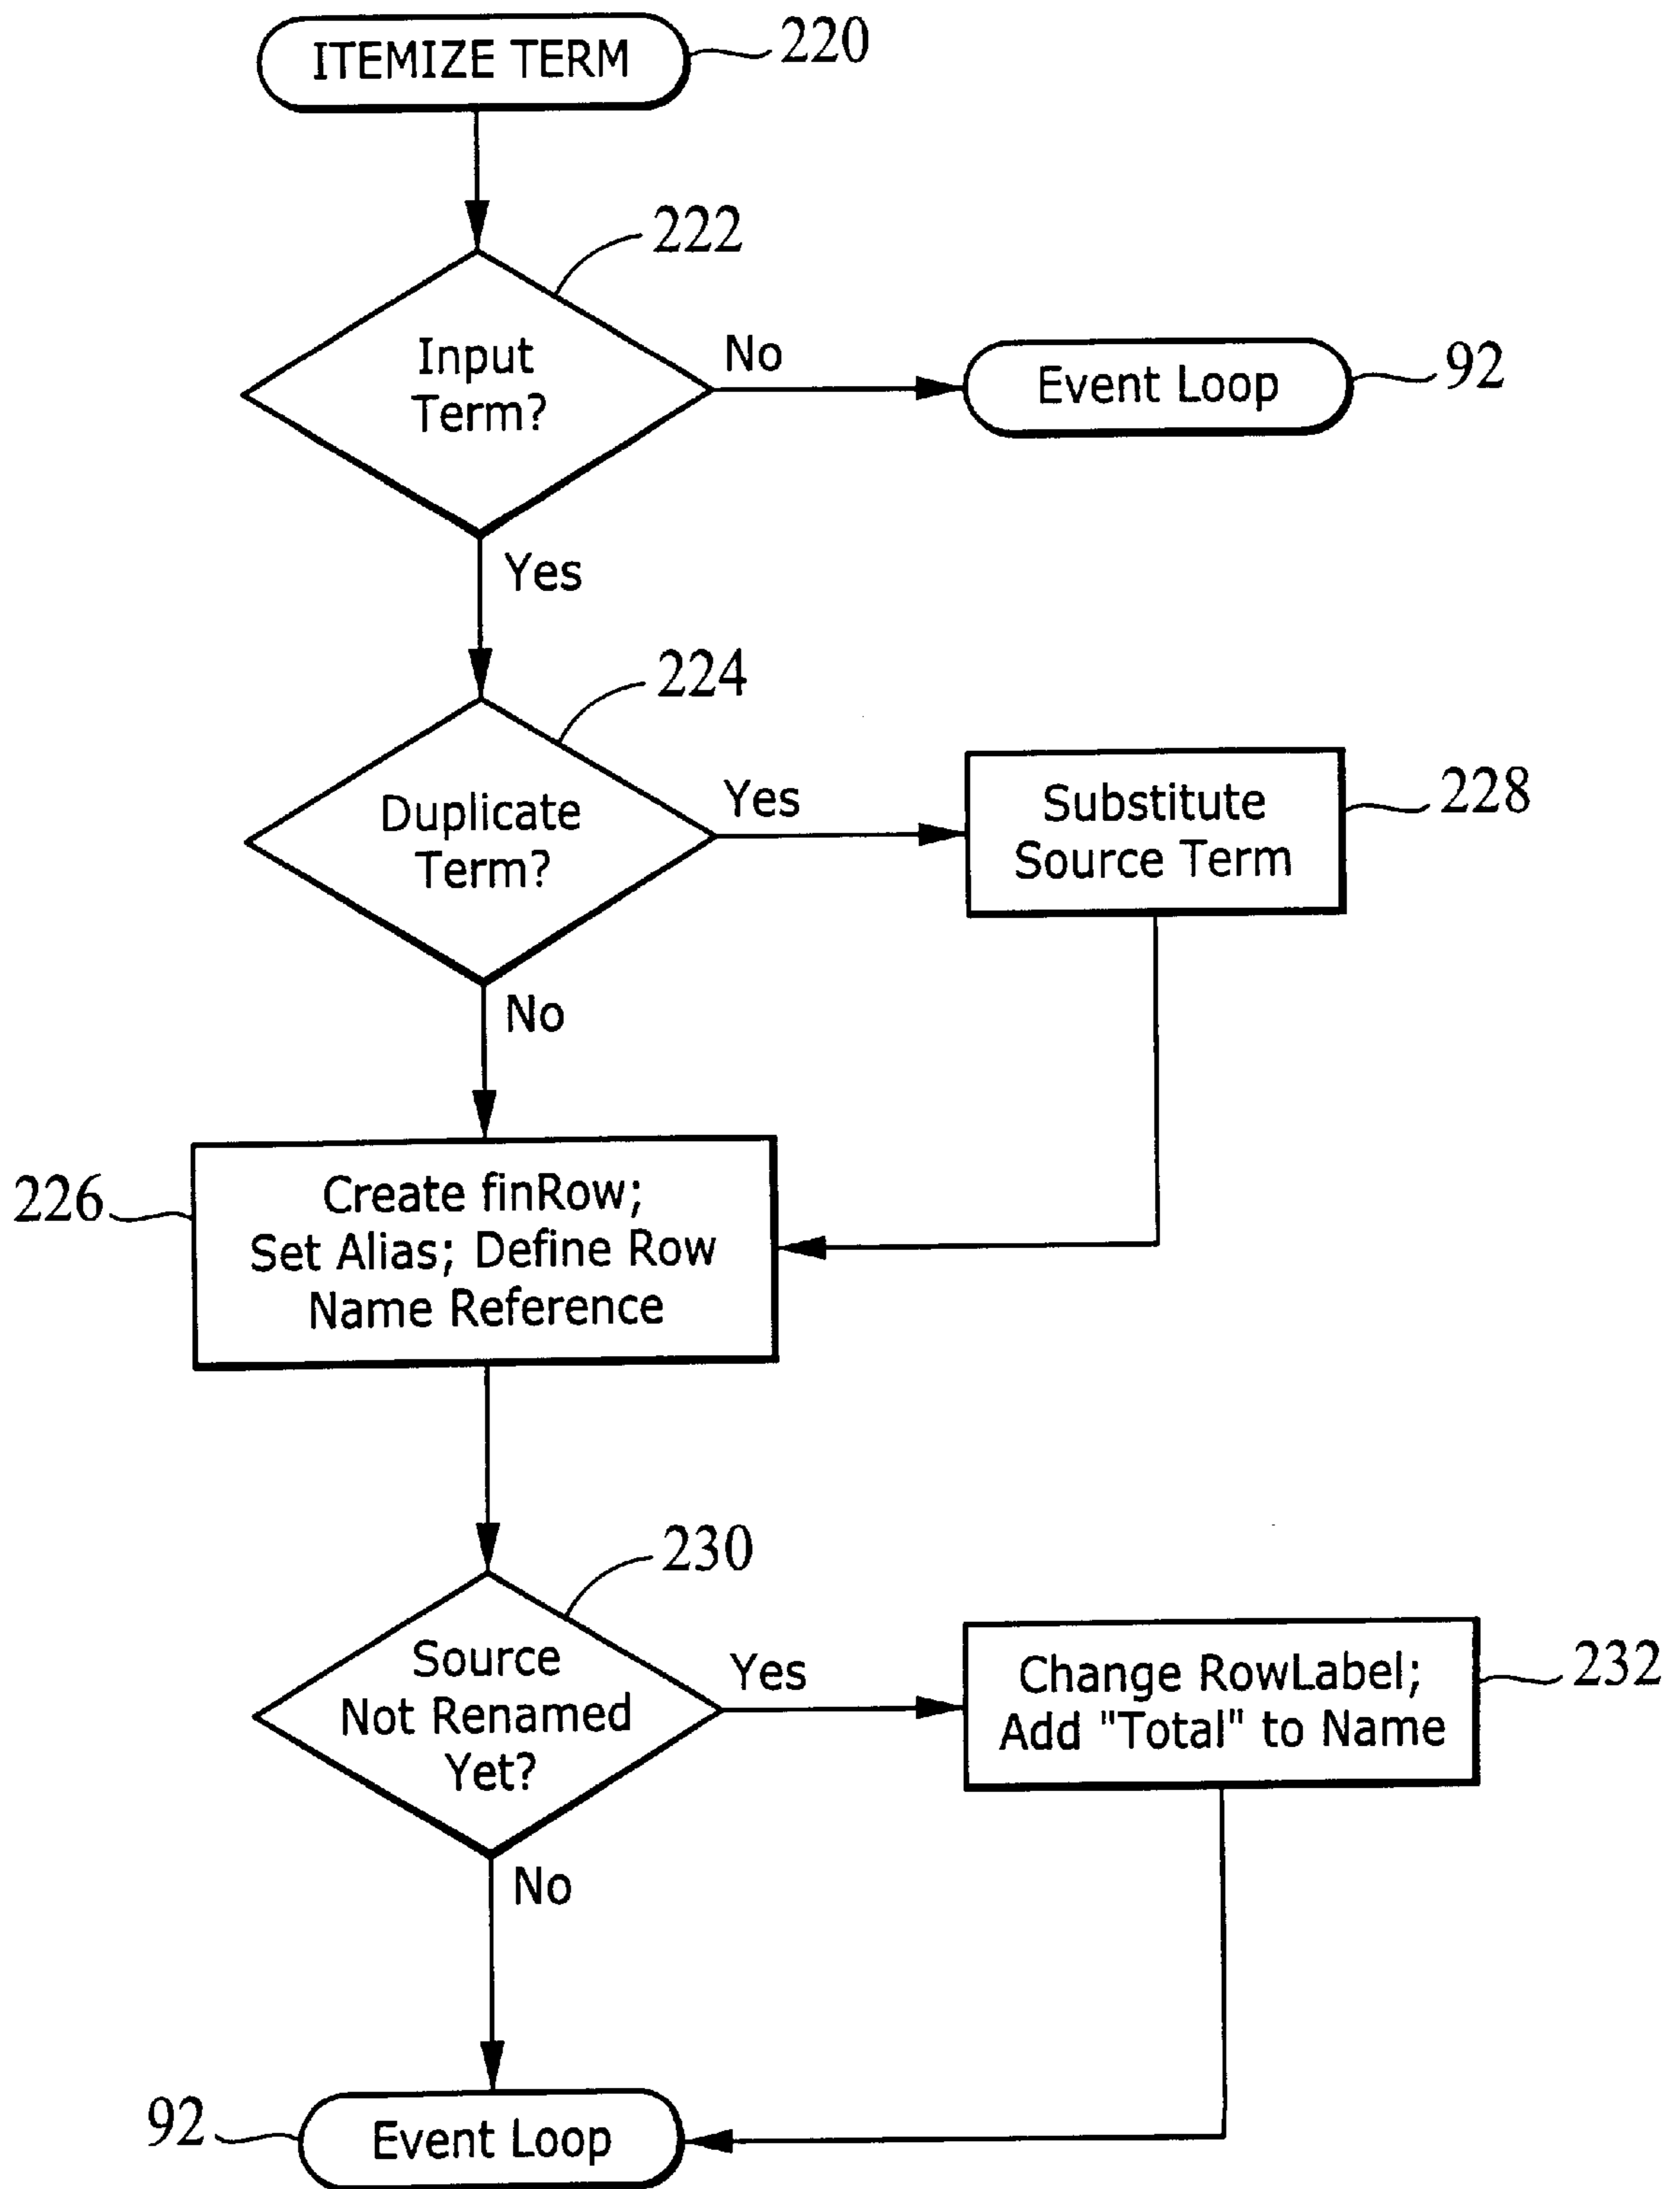 ITEMIZE TERM
220
222
Input
Term?
No
Event Loop
92
Yes
224
Duplicate
Term?
Yes
Substitute
Source Term
228
No
226
Create finRow;
Set Alias; Define Row
Name Reference
230
Source
Not Renamed
Yet?
Yes
Change RowLabel;
Add "Total" to Name
232
No
92
Event Loop